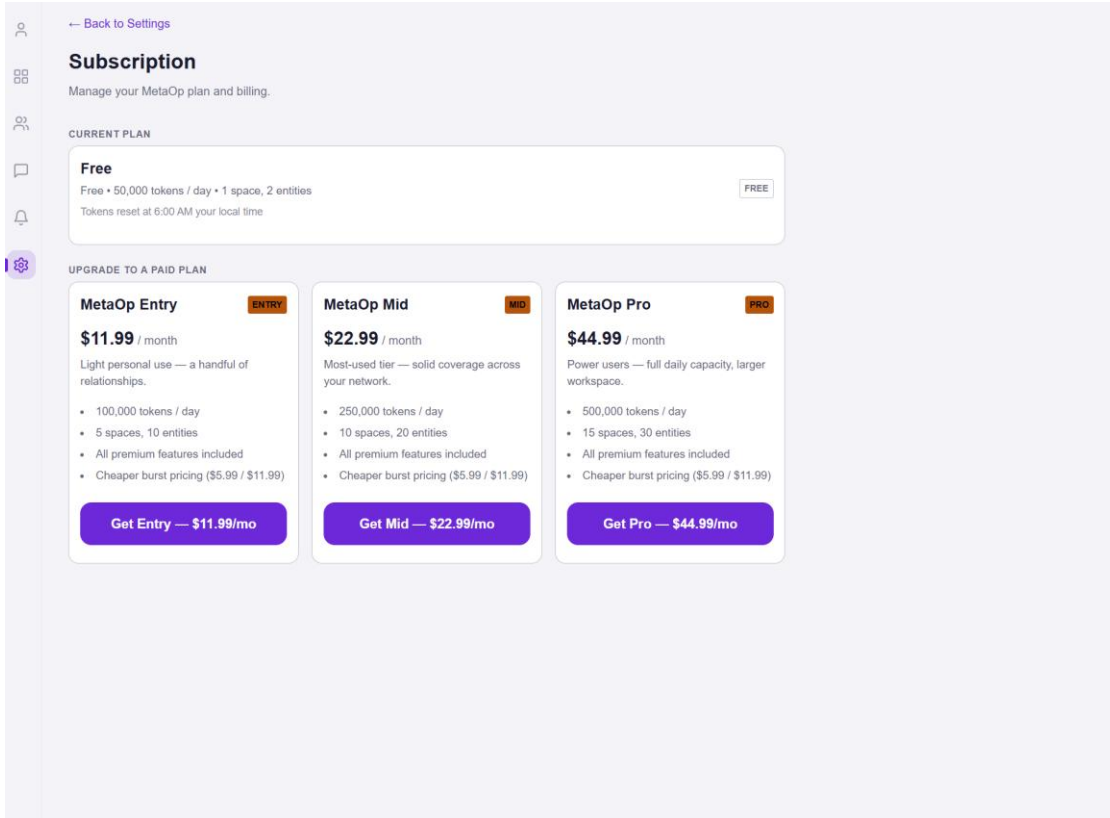 ← Back to Settings
Subscription
Manage your MetaOp plan and billing.
CURRENT PLAN
Free
Free • 50,000 tokens / day • 1 space, 2 entities
Tokens reset at 6:00 AM your local time
FREE
UPGRADE TO A PAID PLAN
MetaOp Entry
ENTRY
$11.99 / month
Light personal use — a handful of
relationships.
• 100,000 tokens / day
• 5 spaces, 10 entities
• All premium features included
• Cheaper burst pricing ($5.99 / $11.99)
Get Entry — $11.99/mo
MetaOp Mid
MID
$22.99 / month
Most-used tier — solid coverage across
your network.
• 250,000 tokens / day
• 10 spaces, 20 entities
• All premium features included
• Cheaper burst pricing ($5.99 / $11.99)
Get Mid — $22.99/mo
MetaOp Pro
PRO
$44.99 / month
Power users — full daily capacity, larger
workspace.
• 500,000 tokens / day
• 15 spaces, 30 entities
• All premium features included
• Cheaper burst pricing ($5.99 / $11.99)
Get Pro — $44.99/mo